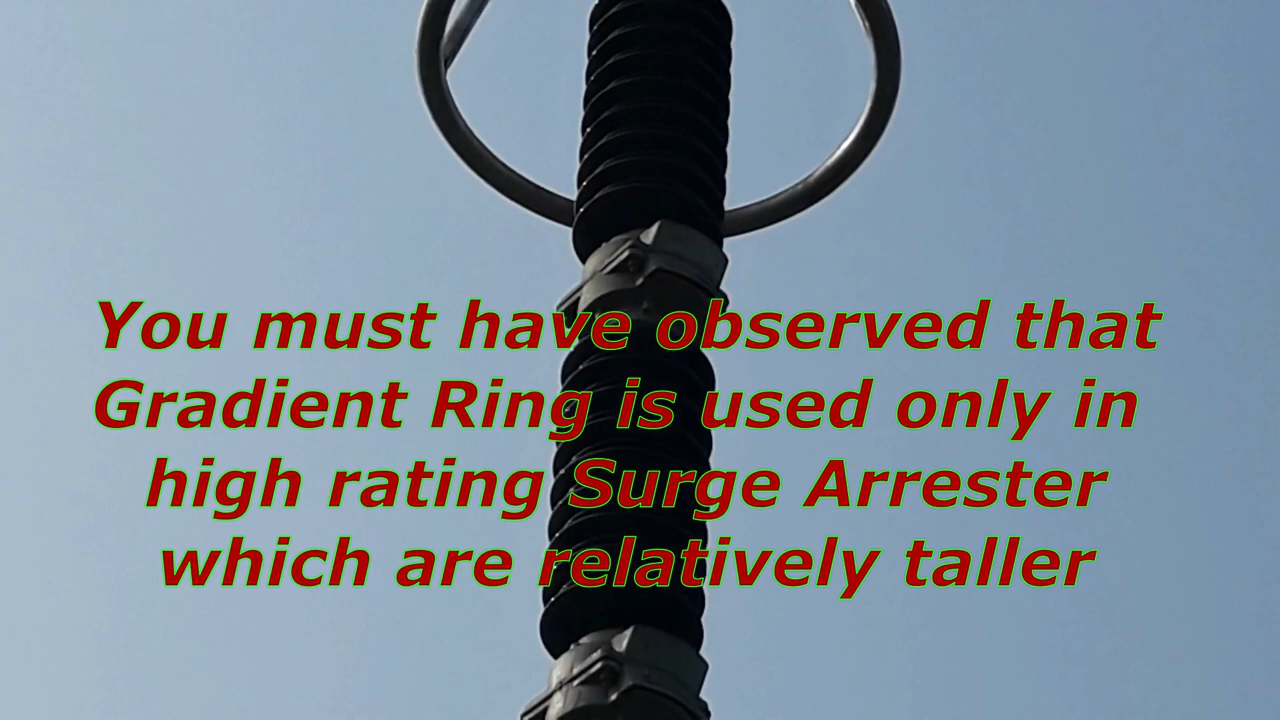 You must have observed that
Gradient Ring is used only in
high rating Surge Arrester
which are relatively taller